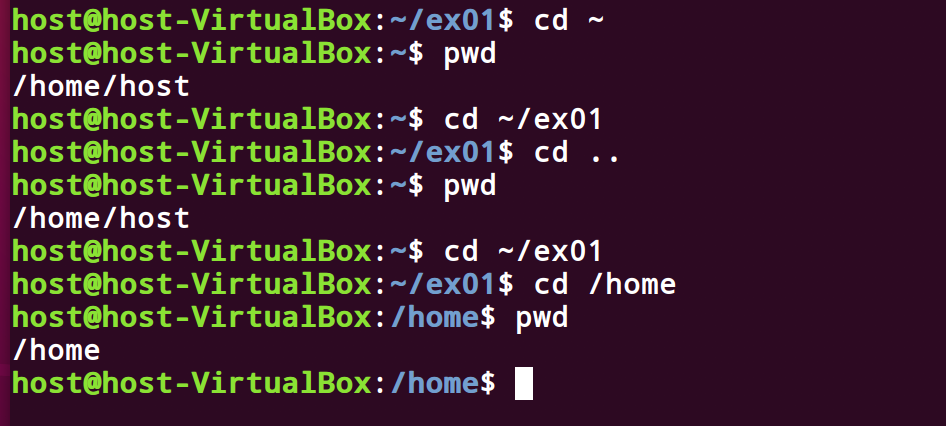 host@host-VirtualBox:~/ex01$ cd ~
host@host-VirtualBox:~$ pwd
/home/host
host@host-VirtualBox:~$ cd ~/ex01
host@host-VirtualBox:~/ex01$ cd ..
host@host-VirtualBox:~$ pwd
/home/host
host@host-VirtualBox:~$ cd ~/ex01
host@host-VirtualBox:~/ex01$ cd /home
host@host-VirtualBox:/home$ pwd
/home
host@host-VirtualBox:/home$